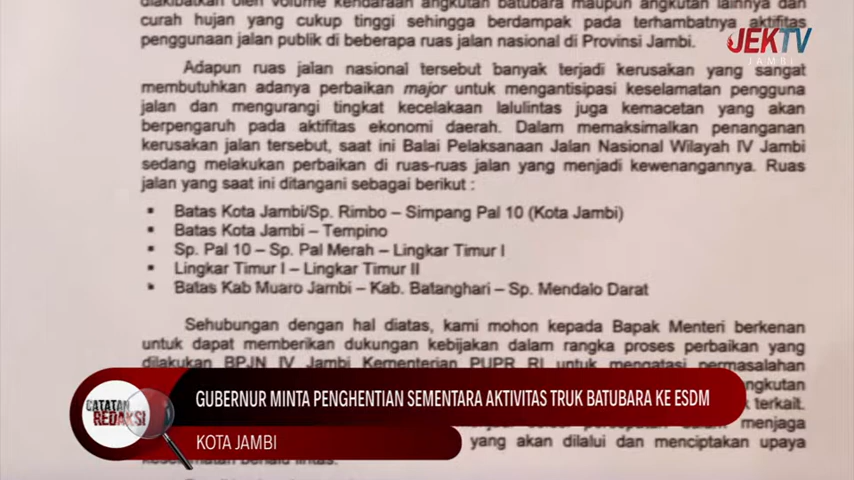 diakibatkan oleh volume kendaraan angkutan batubara maupun angkutan lainnya dan
curah hujan yang cukup tinggi sehingga berdampak pada terhambatnya aktifitas
penggunaan jalan publik di beberapa ruas jalan nasional di Provinsi Jambi.
JEKTV
JAMBI
Adapun ruas jalan nasional tersebut banyak terjadi kerusakan yang sangat
membutuhkan adanya perbaikan major untuk mengantisipasi keselamatan pengguna
jalan dan mengurangi tingkat kecelakaan lalulintas juga kemacetan yang akan
berpengaruh pada aktifitas ekonomi daerah. Dalam memaksimalkan penanganan
kerusakan jalan tersebut, saat ini Balai Pelaksanaan Jalan Nasional Wilayah IV Jambi
sedang melakukan perbaikan di ruas-ruas jalan yang menjadi kewenangannya. Ruas
jalan yang saat ini ditangani sebagai berikut :
▪ Batas Kota Jambi/Sp. Rimbo – Simpang Pal 10 (Kota Jambi)
▪ Batas Kota Jambi – Tempino
▪ Sp. Pal 10 – Sp. Pal Merah – Lingkar Timur I
▪ Lingkar Timur I – Lingkar Timur II
▪ Batas Kab Muaro Jambi – Kab. Batanghari – Sp. Mendalo Darat
Sehubungan dengan hal diatas, kami mohon kepada Bapak Menteri berkenan
untuk dapat memberikan dukungan kebijakan dalam rangka proses perbaikan yang
dilakukan BPJN IV Jambi Kementerian PUPR RI untuk mengatasi permasalahan
angkutan
terkait.
menjaga
yang akan dilalui dan menciptakan upaya
keselamatan berlalu lintas.
CATATAN
REDAKSI
GUBERNUR MINTA PENGHENTIAN SEMENTARA AKTIVITAS TRUK BATUBARA KE ESDM
KOTA JAMBI